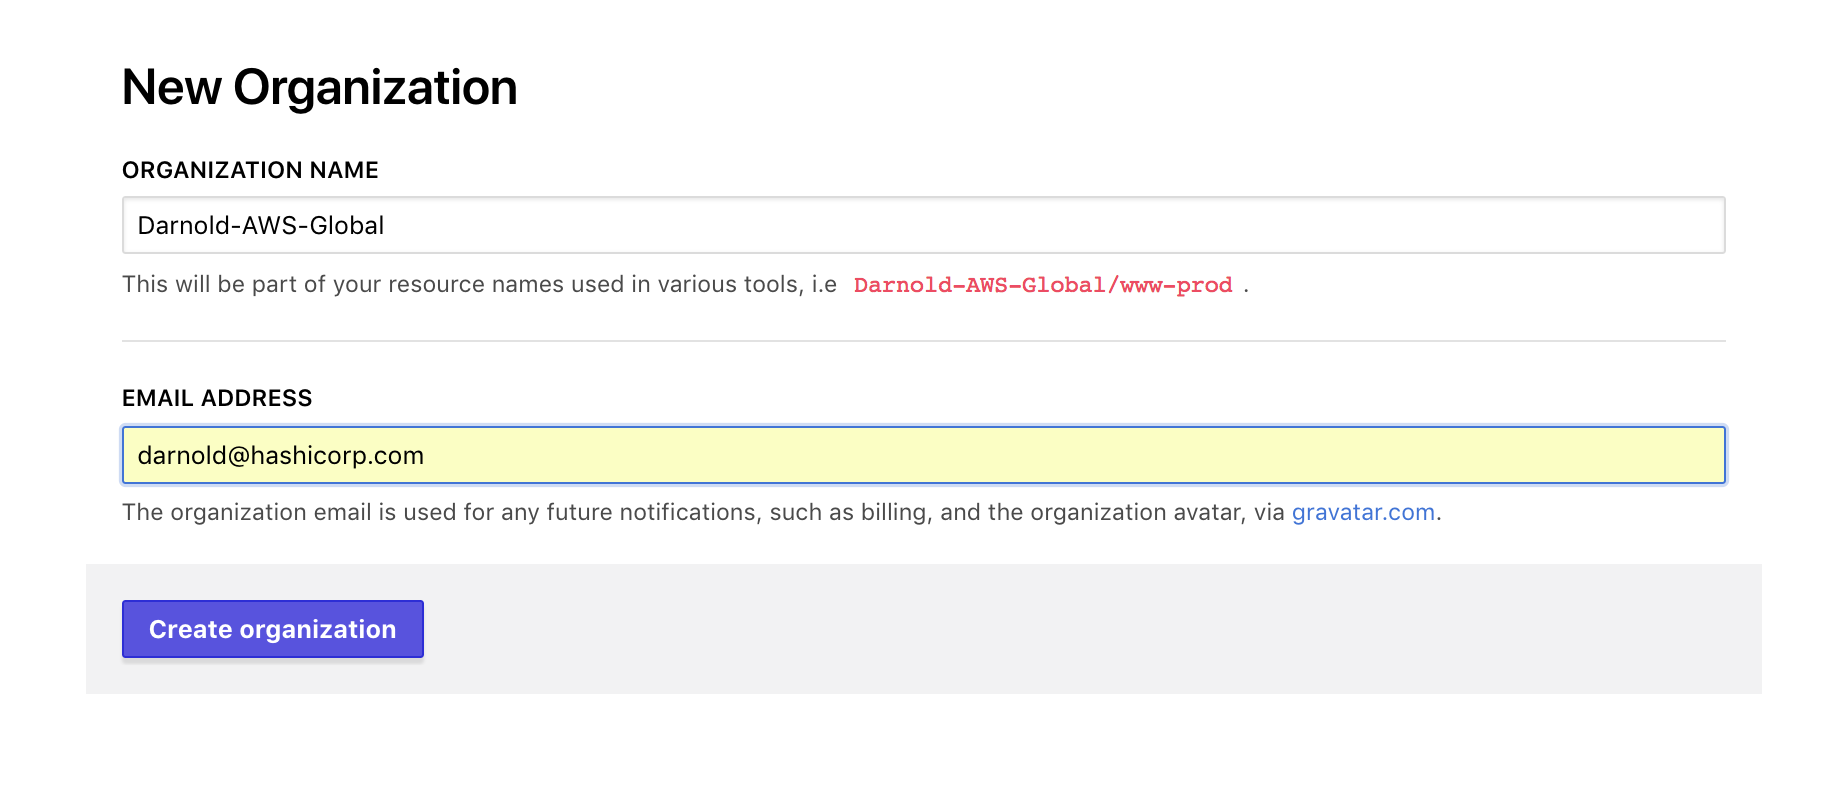 New Organization
ORGANIZATION NAME
Darnold-AWS-Global
This will be part of your resource names used in various tools, i.e Darnold-AWS-Global/www-prod .
EMAIL ADDRESS
darnold@hashicorp.com
The organization email is used for any future notifications, such as billing, and the organization avatar, via gravatar.com.
Create organization